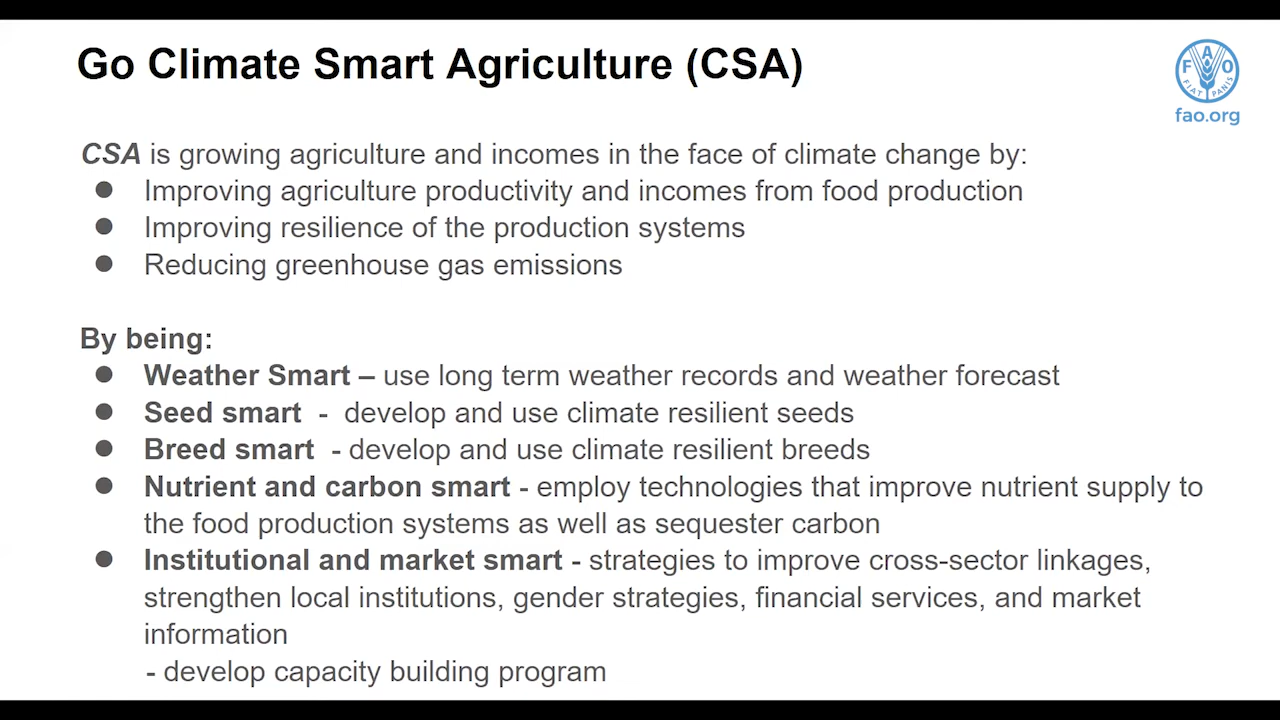 Go Climate Smart Agriculture (CSA)
F A O
FIAT PANIS
fao.org
CSA is growing agriculture and incomes in the face of climate change by:
● Improving agriculture productivity and incomes from food production
● Improving resilience of the production systems
● Reducing greenhouse gas emissions
By being:
● Weather Smart – use long term weather records and weather forecast
● Seed smart - develop and use climate resilient seeds
● Breed smart - develop and use climate resilient breeds
● Nutrient and carbon smart - employ technologies that improve nutrient supply to
the food production systems as well as sequester carbon
● Institutional and market smart - strategies to improve cross-sector linkages,
strengthen local institutions, gender strategies, financial services, and market
information
- develop capacity building program